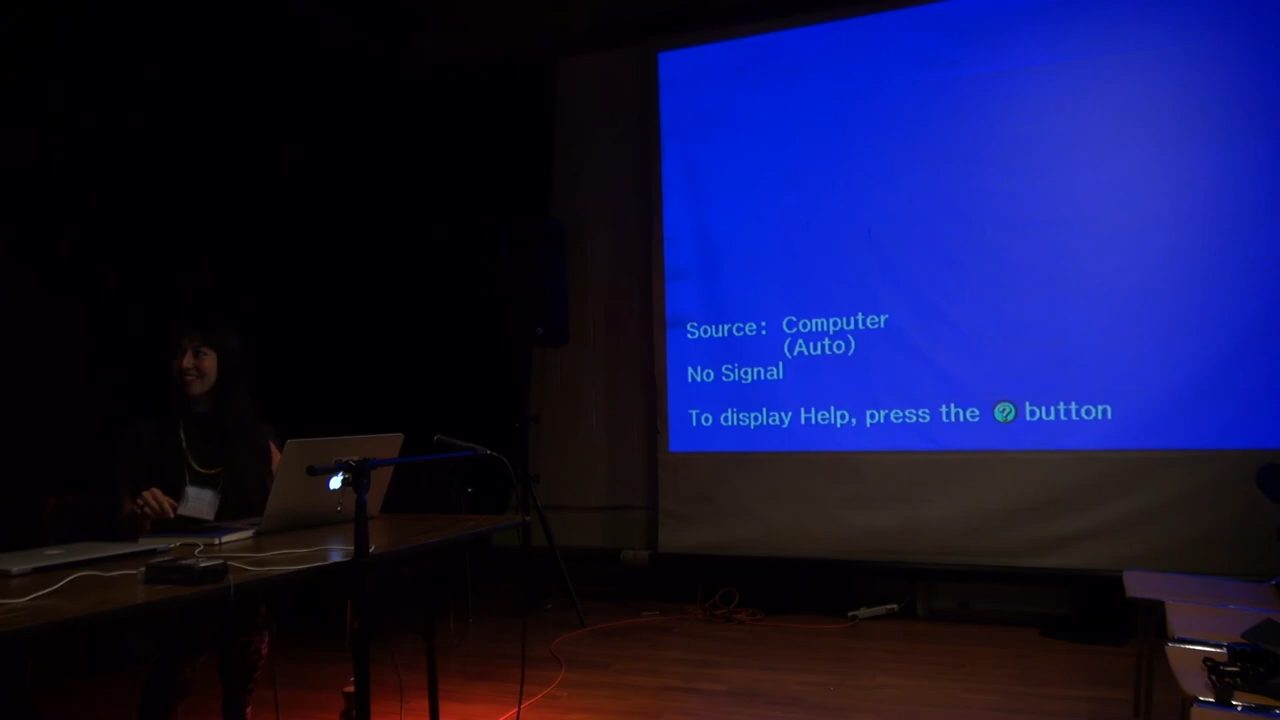 Source: Computer
(Auto)
No Signal
To display Help, press the ? button